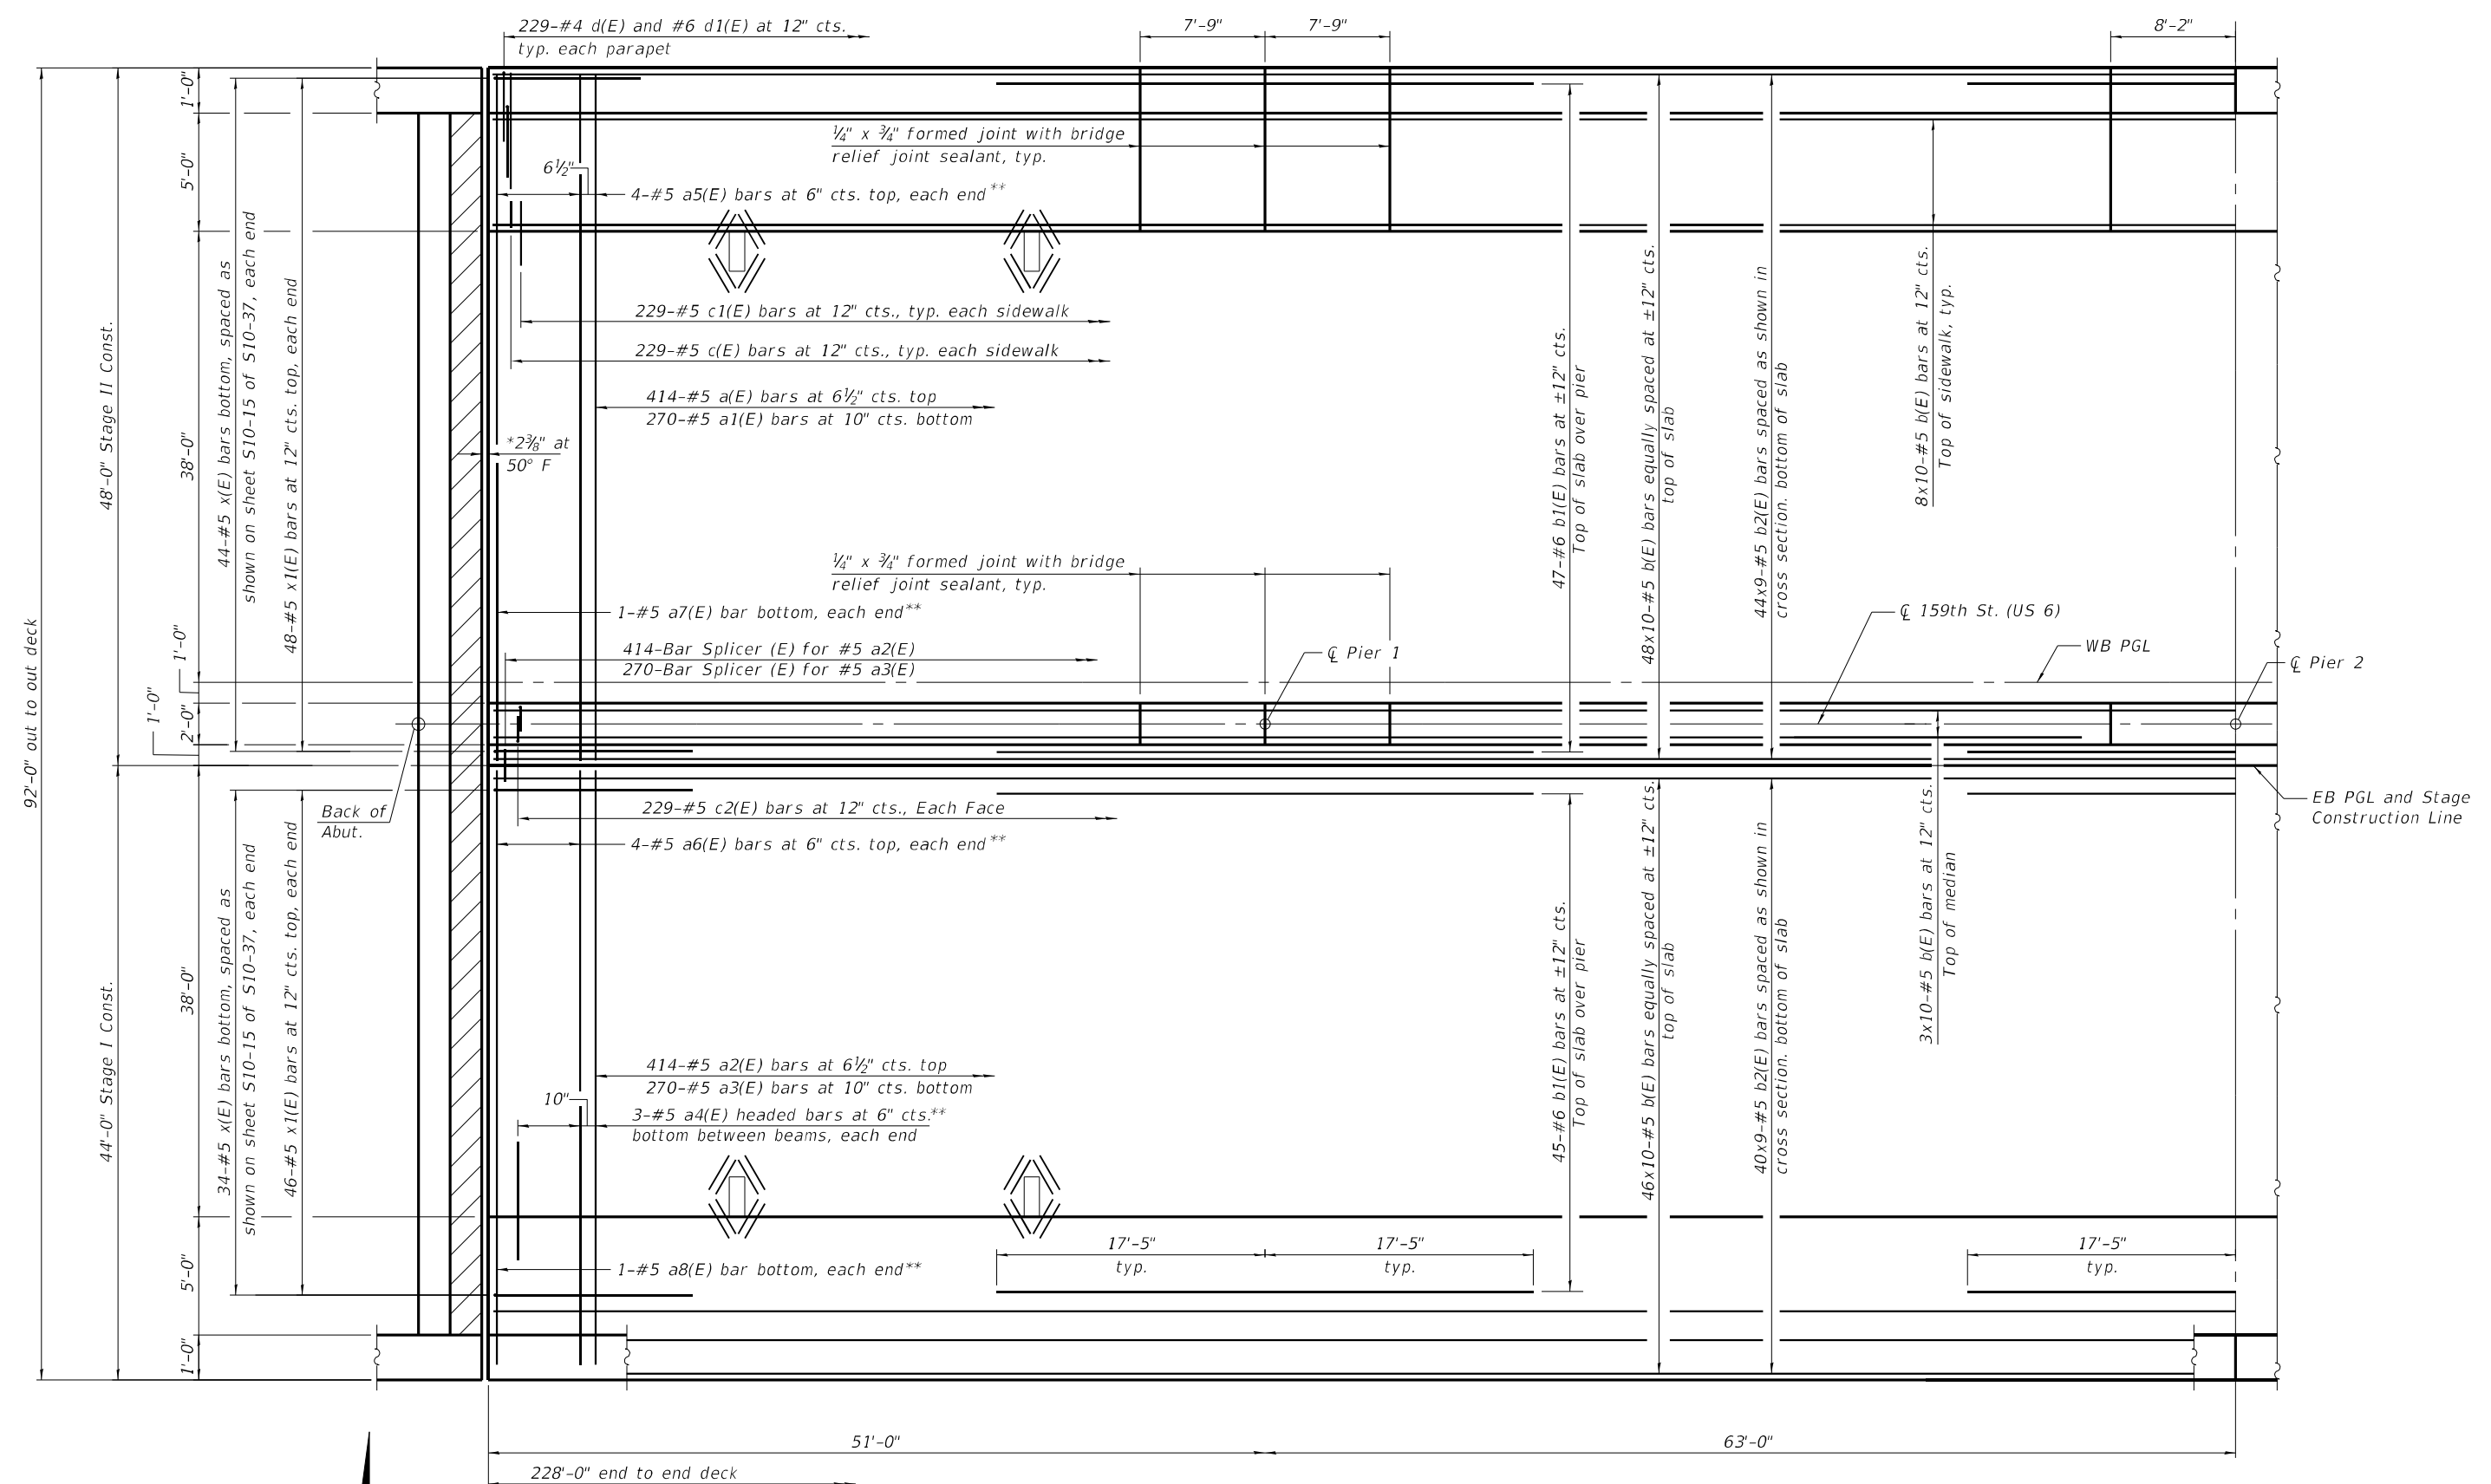 229-#4 d(E) and #6 d1(E) at 12" cts.
typ. each parapet
7'-9"
7'-9"
8'-2"
1'-0"
5'-0"
38'-0"
48'-0" Stage II Const.
92'-0" out to out deck
44-#5 x(E) bars bottom, spaced as
shown on sheet S10-15 of S10-37, each end
48-#5 x1(E) bars at 12" cts. top, each end
¼" x ¾" formed joint with bridge
relief joint sealant, typ.
6½"
4-#5 a5(E) bars at 6" cts. top, each end**
229-#5 c1(E) bars at 12" cts., typ. each sidewalk
229-#5 c(E) bars at 12" cts., typ. each sidewalk
414-#5 a(E) bars at 6½" cts. top
270-#5 a1(E) bars at 10" cts. bottom
*2⅜" at
50° F
47-#6 b1(E) bars at ±12" cts.
Top of slab over pier
48x10-#5 b(E) bars equally spaced at ±12" cts.
top of slab
44x9-#5 b2(E) bars spaced as shown in
cross section. bottom of slab
8x10-#5 b(E) bars at 12" cts.
Top of sidewalk, typ.
¼" x ¾" formed joint with bridge
relief joint sealant, typ.
1-#5 a7(E) bar bottom, each end**
414-Bar Splicer (E) for #5 a2(E)
270-Bar Splicer (E) for #5 a3(E)
℄ Pier 1
℄ 159th St. (US 6)
WB PGL
℄ Pier 2
1'-0"
1'-0"
2'-0"
Back of
Abut.
EB PGL and Stage
Construction Line
229-#5 c2(E) bars at 12" cts., Each Face
4-#5 a6(E) bars at 6" cts. top, each end**
44'-0" Stage I Const.
38'-0"
34-#5 x(E) bars bottom, spaced as
shown on sheet S10-15 of S10-37, each end
46-#5 x1(E) bars at 12" cts. top, each end
45-#6 b1(E) bars at ±12" cts.
Top of slab over pier
46x10-#5 b(E) bars equally spaced at ±12" cts.
top of slab
40x9-#5 b2(E) bars spaced as shown in
cross section. bottom of slab
3x10-#5 b(E) bars at 12" cts.
Top of median
414-#5 a2(E) bars at 6½" cts. top
270-#5 a3(E) bars at 10" cts. bottom
10"
3-#5 a4(E) headed bars at 6" cts.**
bottom between beams, each end
17'-5"
typ.
17'-5"
typ.
17'-5"
typ.
1-#5 a8(E) bar bottom, each end**
5'-0"
1'-0"
51'-0"
63'-0"
228'-0" end to end deck